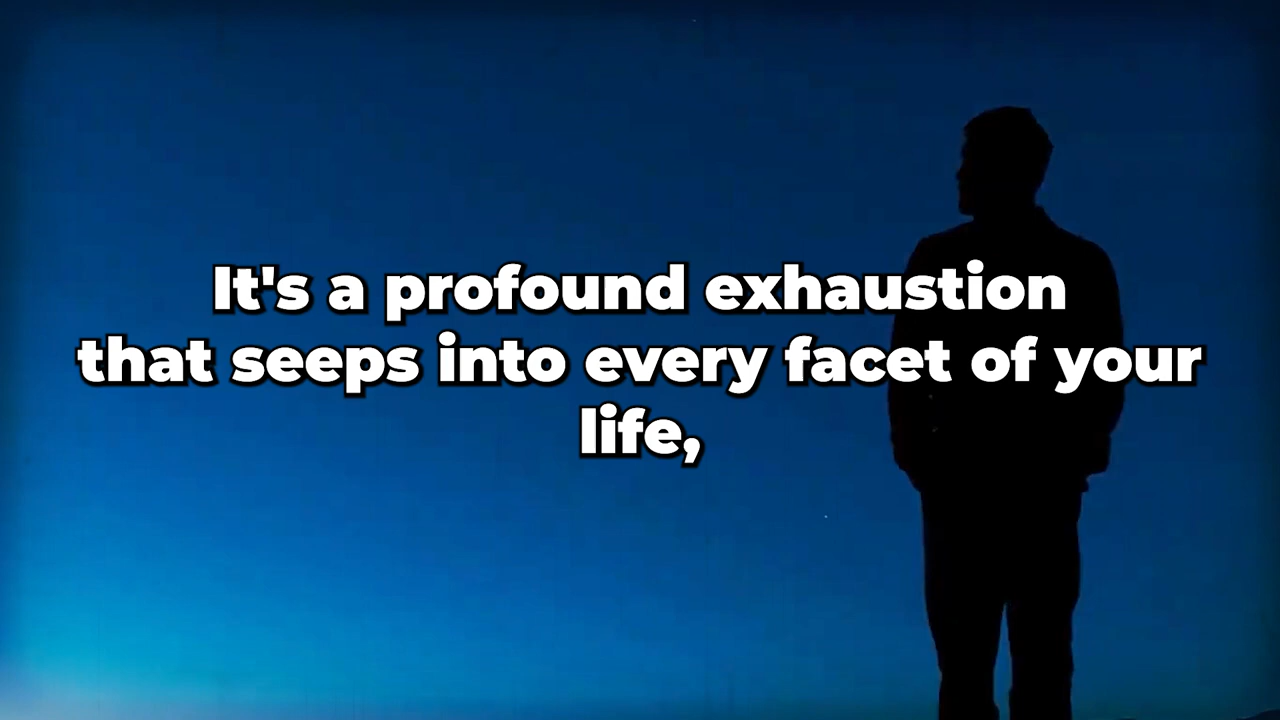 It's a profound exhaustion
that seeps into every facet of your
life,